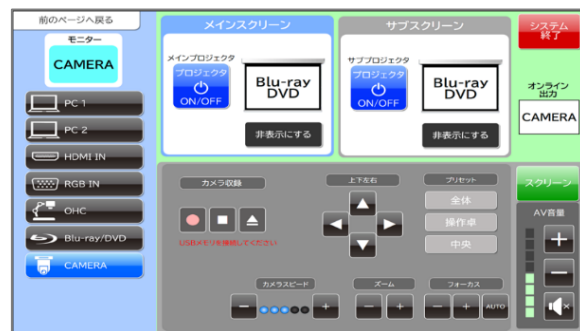 前のページへ戻る
モニター
CAMERA
PC 1
PC 2
HDMI IN
RGB IN
OHC
Blu-ray/DVD
CAMERA
メインスクリーン
メインプロジェクタ
プロジェクタ
ON/OFF
Blu-ray
DVD
非表示にする
サブスクリーン
サブプロジェクタ
プロジェクタ
ON/OFF
Blu-ray
DVD
非表示にする
システム
終了
オンライン
出力
CAMERA
カメラ収録
USBメモリを接続してください
上下左右
プリセット
全体
操作卓
中央
カメラスピード
ズーム
フォーカス
AUTO
スクリーン
AV音量